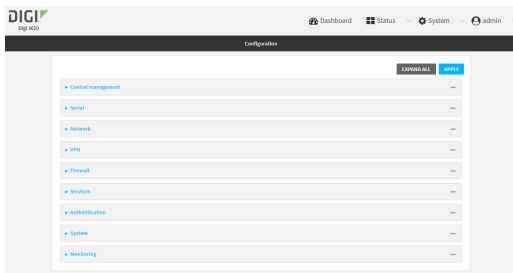 DIGI
Digi IX20
Dashboard
Status
System
admin
Configuration
EXPAND ALL
APPLY
Central management
Serial
Network
VPN
Firewall
Services
Authentication
System
Monitoring